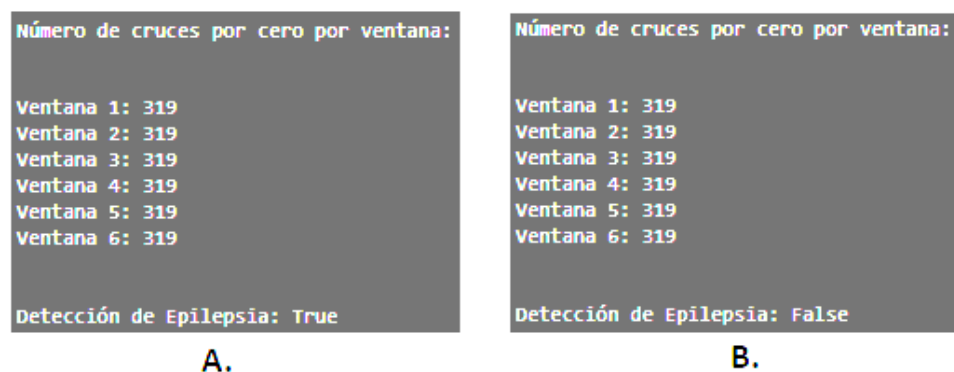 Número de cruces por cero por ventana:
Ventana 1: 319
Ventana 2: 319
Ventana 3: 319
Ventana 4: 319
Ventana 5: 319
Ventana 6: 319
Detección de Epilepsia: True
A.
Número de cruces por cero por ventana:
Ventana 1: 319
Ventana 2: 319
Ventana 3: 319
Ventana 4: 319
Ventana 5: 319
Ventana 6: 319
Detección de Epilepsia: False
B.